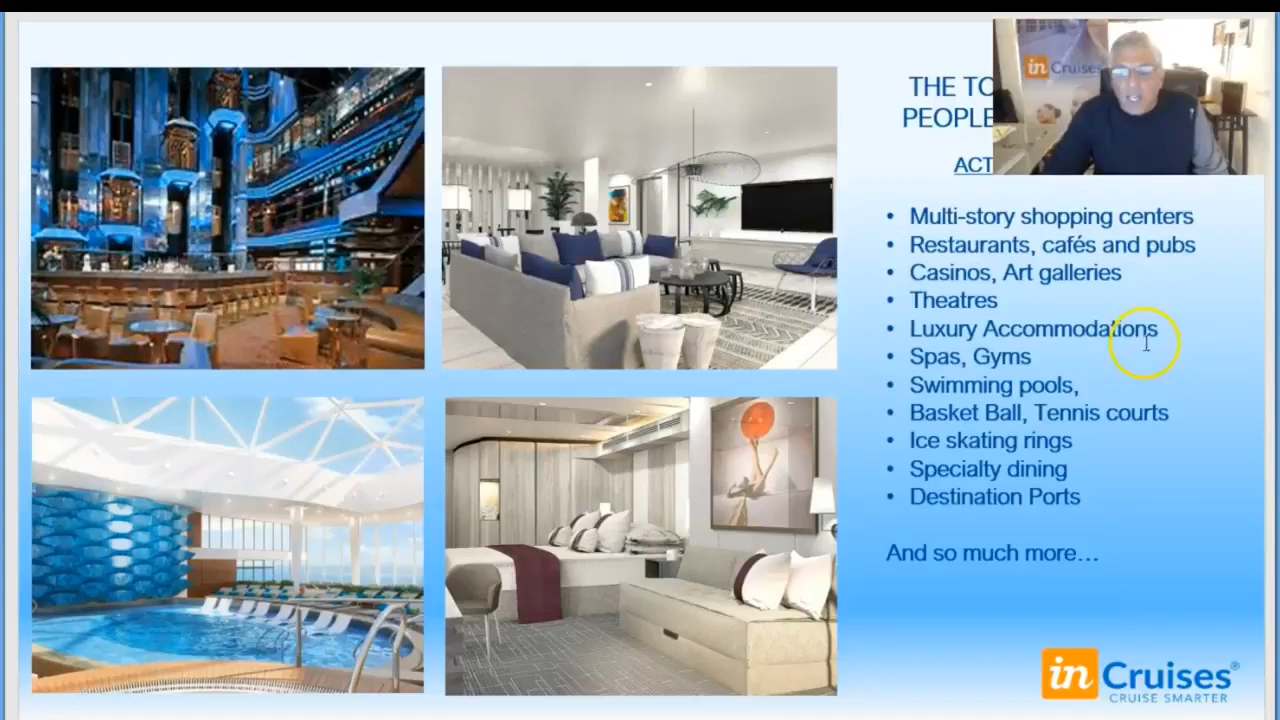 THE TO
PEOPLE
ACT
in Cruises
• Multi-story shopping centers
• Restaurants, cafés and pubs
• Casinos, Art galleries
• Theatres
• Luxury Accommodations
• Spas, Gyms
• Swimming pools,
• Basket Ball, Tennis courts
• Ice skating rings
• Specialty dining
• Destination Ports
And so much more…
in Cruises®
CRUISE SMARTER